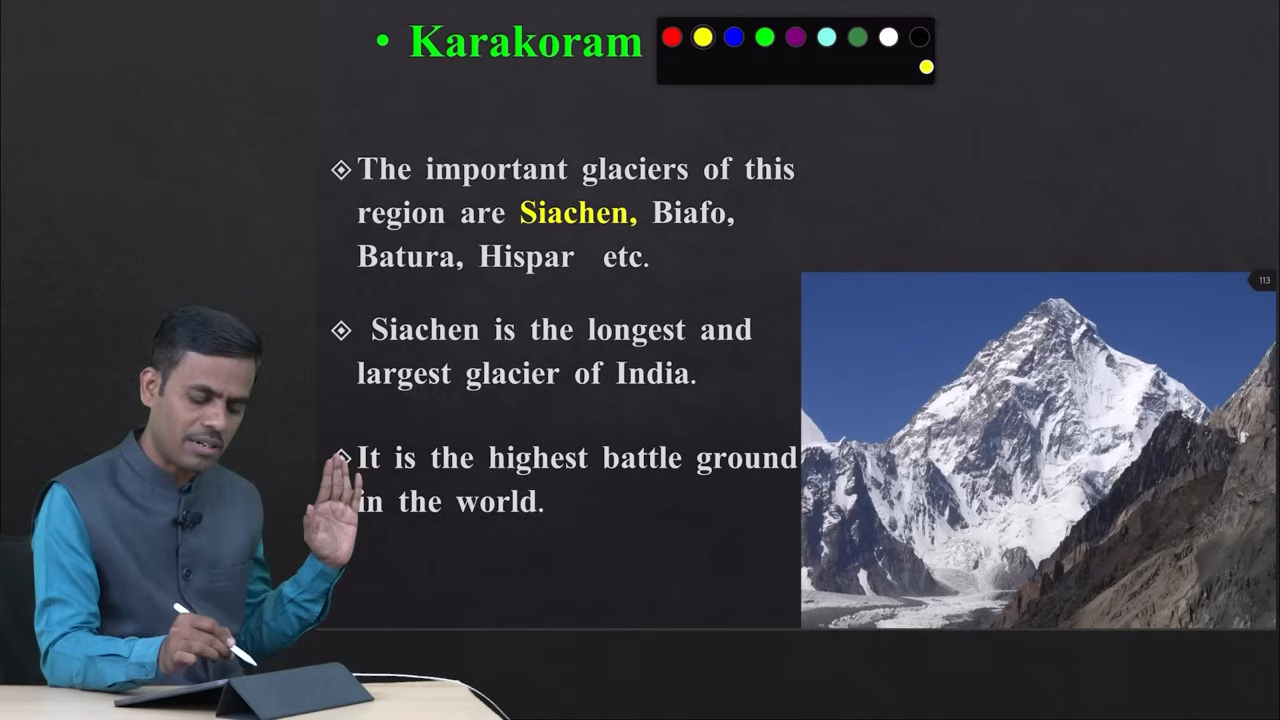 • Karakoram
The important glaciers of this
region are Siachen, Biafo,
Batura, Hispar etc.
Siachen is the longest and
largest glacier of India.
It is the highest battle ground
in the world.
113